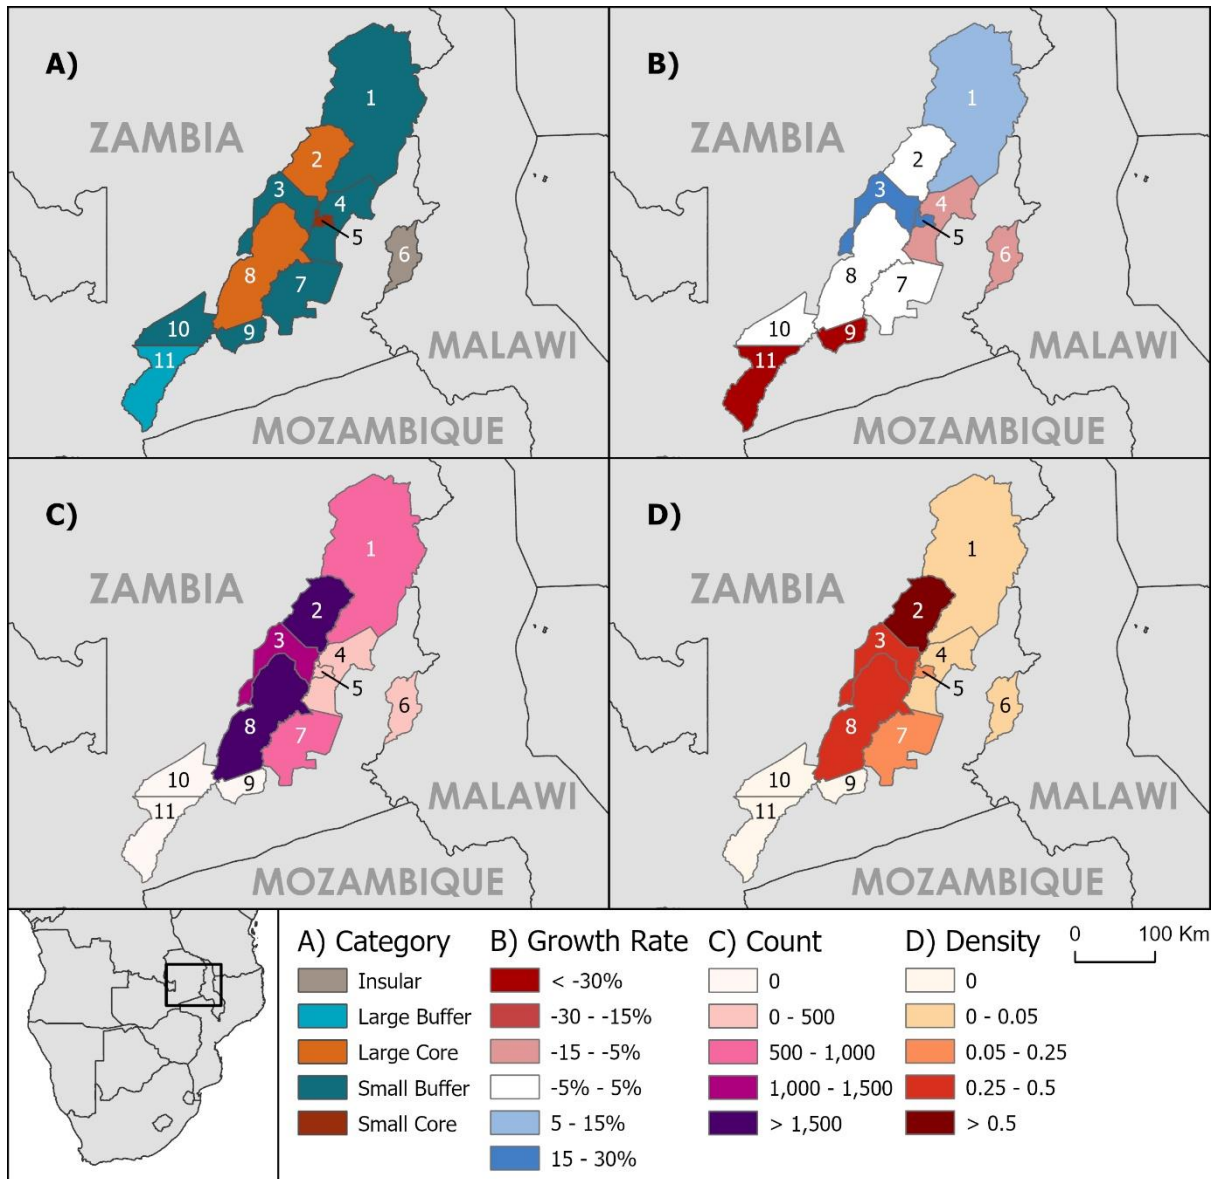 A)
ZAMBIA
1
2
3
4
5
6
7
8
9
10
11
MALAWI
MOZAMBIQUE
B)
ZAMBIA
1
2
3
4
5
6
7
8
9
10
11
MALAWI
MOZAMBIQUE
C)
ZAMBIA
1
2
3
4
5
6
7
8
9
10
11
MALAWI
MOZAMBIQUE
D)
ZAMBIA
1
2
3
4
5
6
7
8
9
10
11
MALAWI
MOZAMBIQUE
A) Category
Insular
Large Buffer
Large Core
Small Buffer
Small Core
B) Growth Rate
< -30%
-30 - -15%
-15 - -5%
-5% - 5%
5 - 15%
15 - 30%
C) Count
0
0 - 500
500 - 1,000
1,000 - 1,500
> 1,500
D) Density
0
0 - 0.05
0.05 - 0.25
0.25 - 0.5
> 0.5
0 100 Km